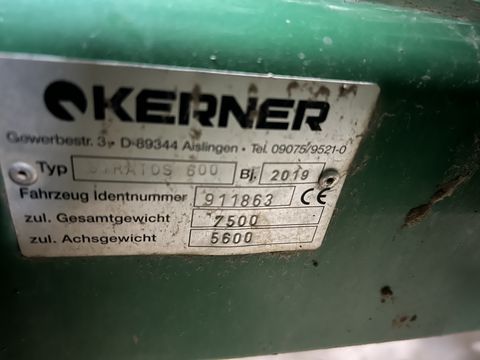 KERNER
Gewerbestr. 3 • D-89344 Aislingen • Tel. 09075/9521-0
Typ STRATOS 600 Bj. 2019
Fahrzeug Identnummer 911863 CE
zul. Gesamtgewicht 7500
zul. Achsgewicht 5600